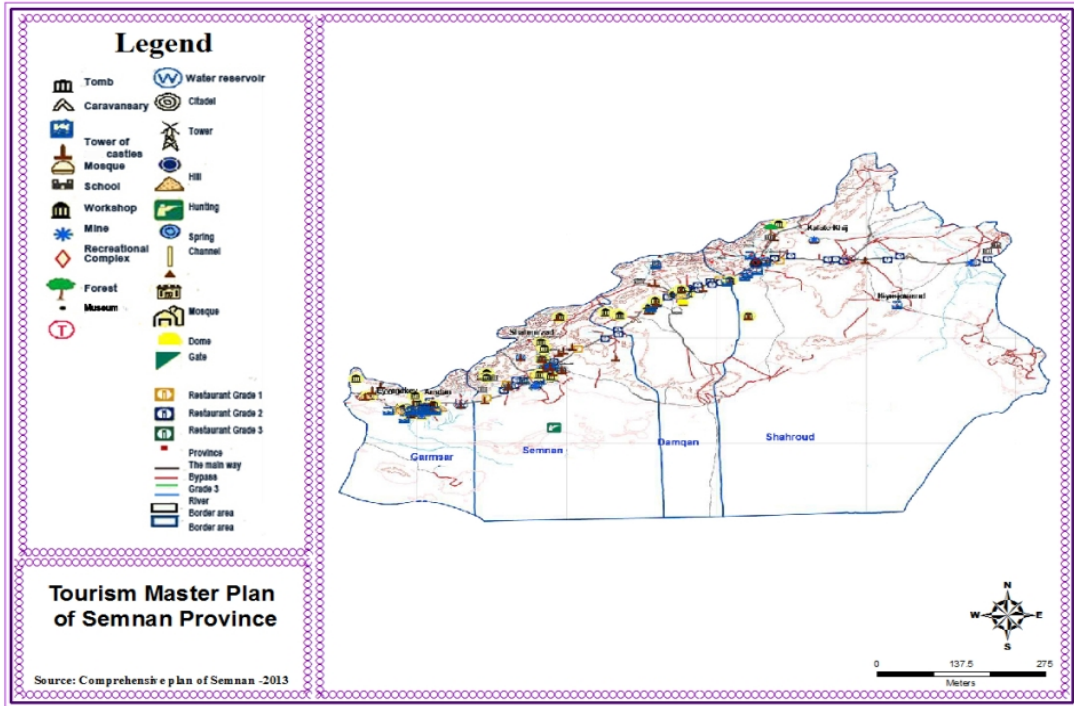 Legend
Tomb
Caravansary
Tower of
castles
Mosque
School
Workshop
Mine
Recreational
Complex
Forest
Museum
T
Water reservoir
Citadel
Tower
Hill
Hunting
Spring
Channel
Mosque
Dome
Gate
Restaurant Grade 1
Restaurant Grade 2
Restaurant Grade 3
Province
The main way
Bypass
Grade 3
River
Border area
Border area
Tourism Master Plan
of Semnan Province
Source: Comprehensive plan of Semnan -2013
Garmsar
Semnan
Damqan
Shahroud
N
W
E
S
0
137.5
275
Meters